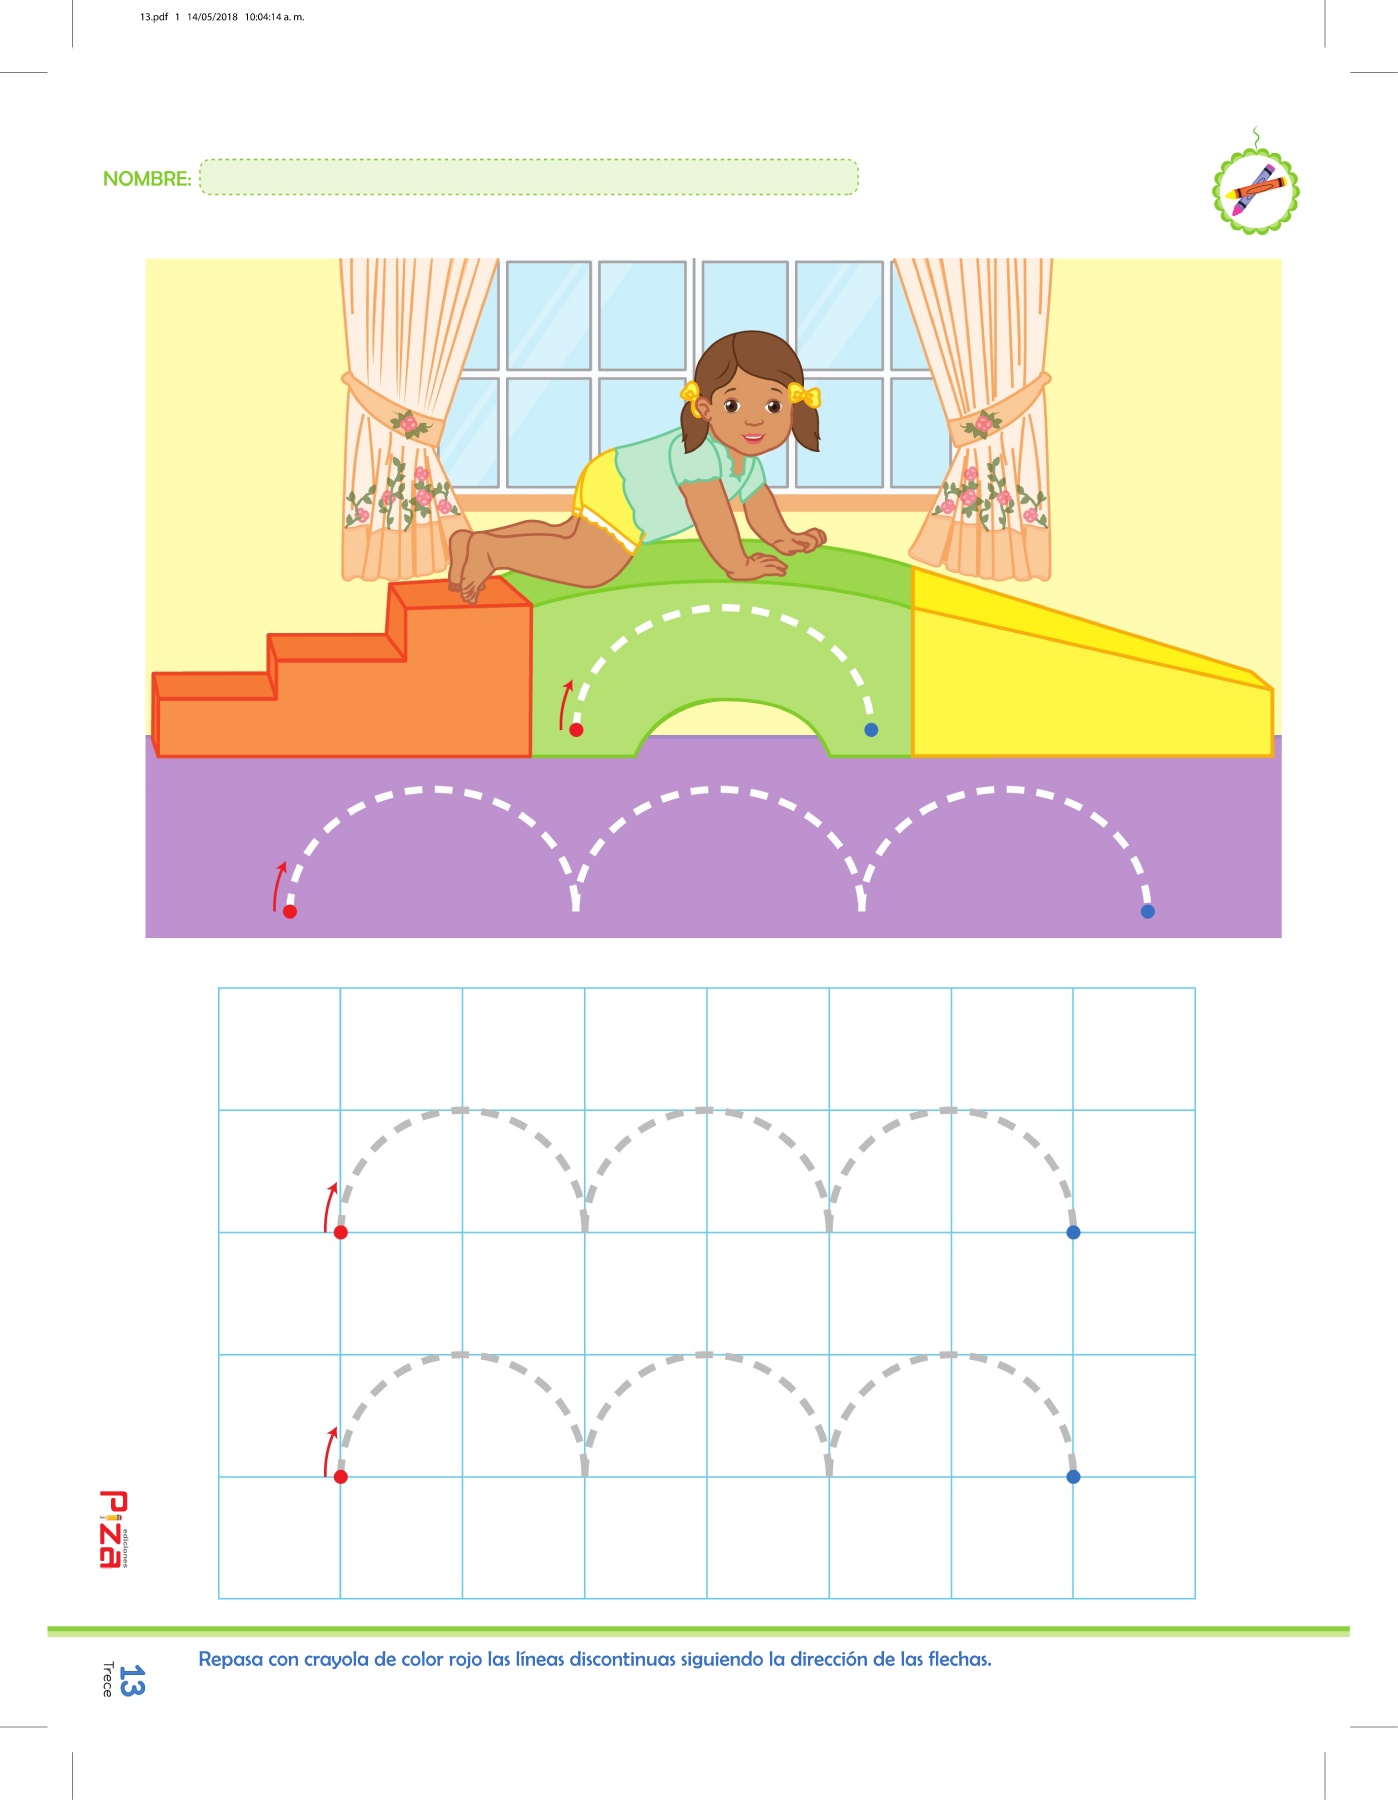 13.pdf 1 14/05/2018 10:04:14 a. m.
NOMBRE:
Piza
ediciones
Repasa con crayola de color rojo las líneas discontinuas siguiendo la dirección de las flechas.
13
Trece